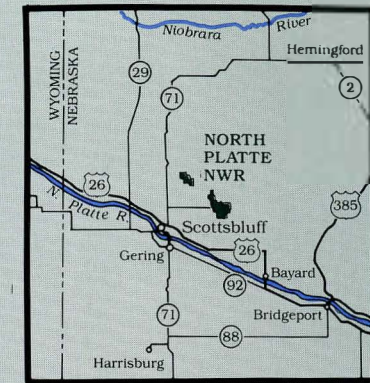 Niobrara River
Hemingford
2
29
71
WYOMING
NEBRASKA
NORTH
PLATTE
NWR
26
N. Platte R.
385
Scottsbluff
26
Gering
Bayard
92
Bridgeport
71
88
Harrisburg